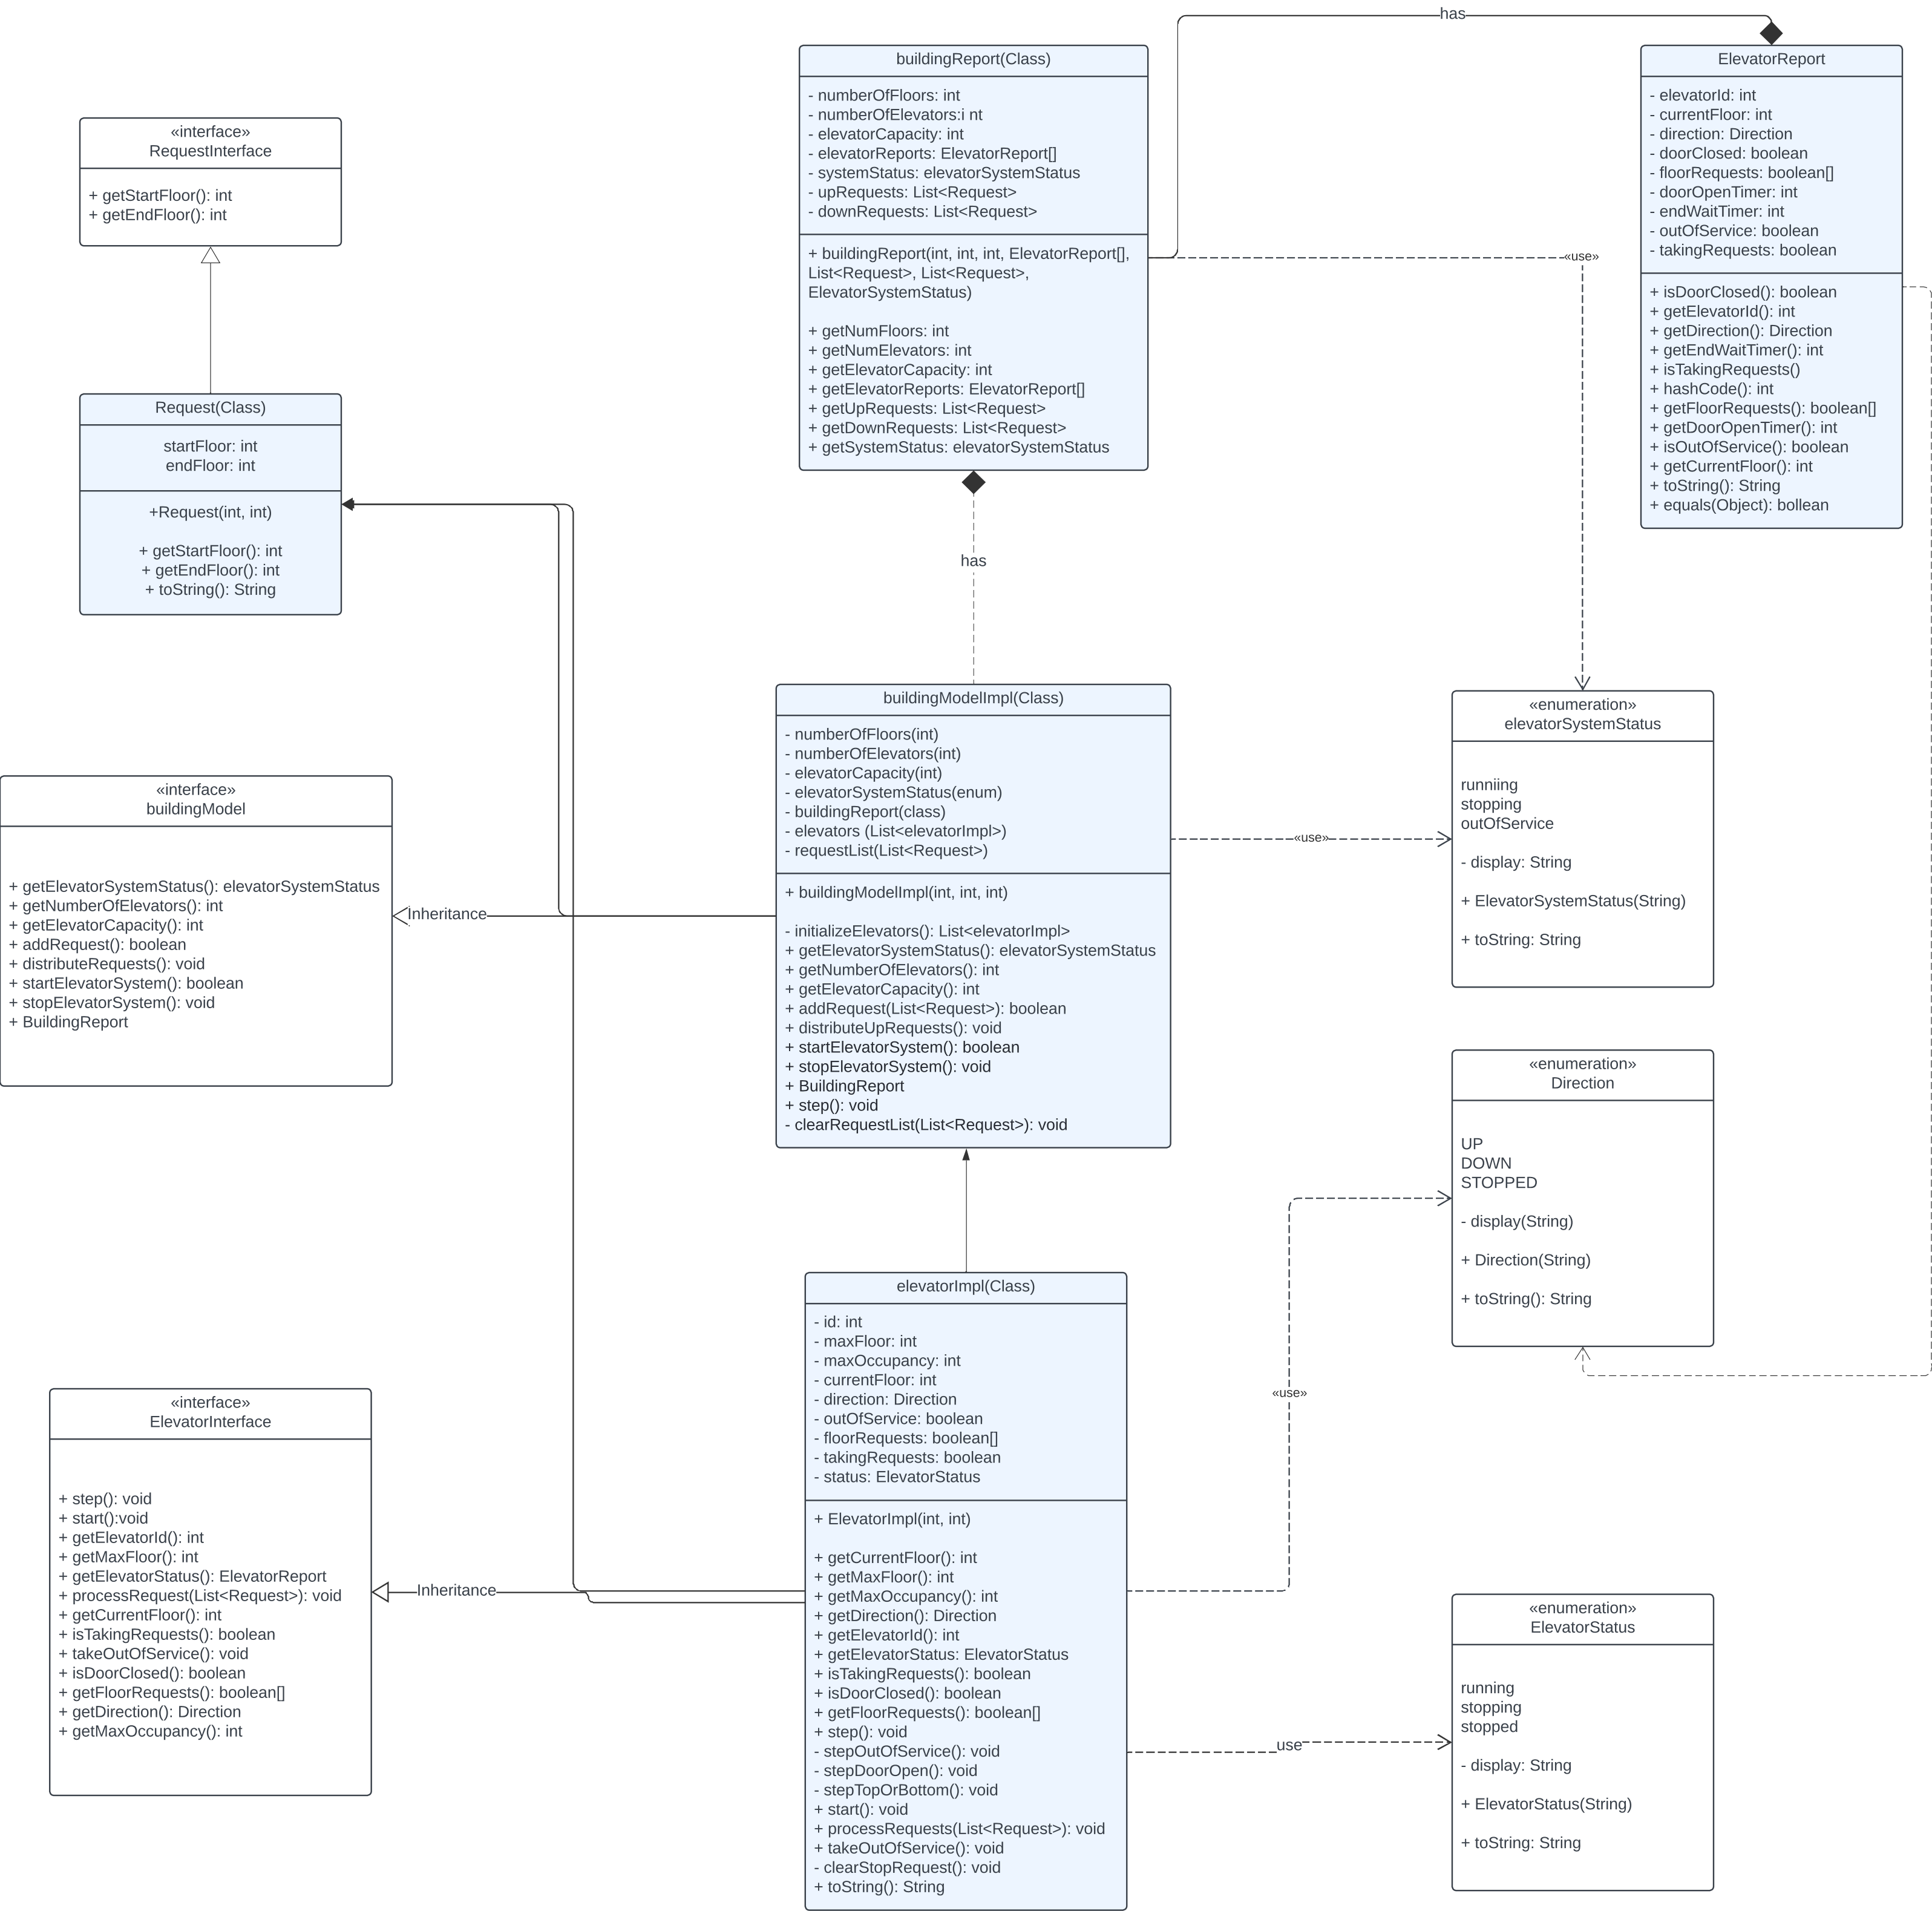 has
buildingReport(Class)
- numberOfFloors: int
- numberOfElevators:i nt
- elevatorCapacity: int
- elevatorReports: ElevatorReport[]
- systemStatus: elevatorSystemStatus
- upRequests: List<Request>
- downRequests: List<Request>
+ buildingReport(int, int, int, ElevatorReport[],
List<Request>, List<Request>,
ElevatorSystemStatus)
+ getNumFloors: int
+ getNumElevators: int
+ getElevatorCapacity: int
+ getElevatorReports: ElevatorReport[]
+ getUpRequests: List<Request>
+ getDownRequests: List<Request>
+ getSystemStatus: elevatorSystemStatus
ElevatorReport
- elevatorId: int
- currentFloor: int
- direction: Direction
- doorClosed: boolean
- floorRequests: boolean[]
- doorOpenTimer: int
- endWaitTimer: int
- outOfService: boolean
- takingRequests: boolean
+ isDoorClosed(): boolean
+ getElevatorId(): int
+ getDirection(): Direction
+ getEndWaitTimer(): int
+ isTakingRequests()
+ hashCode(): int
+ getFloorRequests(): boolean[]
+ getDoorOpenTimer(): int
+ isOutOfService(): boolean
+ getCurrentFloor(): int
+ toString(): String
+ equals(Object): bollean
«interface»
RequestInterface
+ getStartFloor(): int
+ getEndFloor(): int
«use»
Request(Class)
startFloor: int
endFloor: int
+Request(int, int)
+ getStartFloor(): int
+ getEndFloor(): int
+ toString(): String
has
buildingModelImpl(Class)
- numberOfFloors(int)
- numberOfElevators(int)
- elevatorCapacity(int)
- elevatorSystemStatus(enum)
- buildingReport(class)
- elevators (List<elevatorImpl>)
- requestList(List<Request>)
+ buildingModelImpl(int, int, int)
- initializeElevators(): List<elevatorImpl>
+ getElevatorSystemStatus(): elevatorSystemStatus
+ getNumberOfElevators(): int
+ getElevatorCapacity(): int
+ addRequest(List<Request>): boolean
+ distributeUpRequests(): void
+ startElevatorSystem(): boolean
+ stopElevatorSystem(): void
+ BuildingReport
+ step(): void
- clearRequestList(List<Request>): void
«enumeration»
elevatorSystemStatus
runniing
stopping
outOfService
- display: String
+ ElevatorSystemStatus(String)
+ toString: String
«use»
«interface»
buildingModel
+ getElevatorSystemStatus(): elevatorSystemStatus
+ getNumberOfElevators(): int
+ getElevatorCapacity(): int
+ addRequest(): boolean
+ distributeRequests(): void
+ startElevatorSystem(): boolean
+ stopElevatorSystem(): void
+ BuildingReport
Inheritance
«enumeration»
Direction
UP
DOWN
STOPPED
- display(String)
+ Direction(String)
+ toString(): String
elevatorImpl(Class)
- id: int
- maxFloor: int
- maxOccupancy: int
- currentFloor: int
- direction: Direction
- outOfService: boolean
- floorRequests: boolean[]
- takingRequests: boolean
- status: ElevatorStatus
+ ElevatorImpl(int, int)
+ getCurrentFloor(): int
+ getMaxFloor(): int
+ getMaxOccupancy(): int
+ getDirection(): Direction
+ getElevatorId(): int
+ getElevatorStatus: ElevatorStatus
+ isTakingRequests(): boolean
+ isDoorClosed(): boolean
+ getFloorRequests(): boolean[]
+ step(): void
- stepOutOfService(): void
- stepDoorOpen(): void
- stepTopOrBottom(): void
+ start(): void
+ processRequests(List<Request>): void
+ takeOutOfService(): void
- clearStopRequest(): void
+ toString(): String
«use»
«interface»
ElevatorInterface
+ step(): void
+ start():void
+ getElevatorId(): int
+ getMaxFloor(): int
+ getElevatorStatus(): ElevatorReport
+ processRequest(List<Request>): void
+ getCurrentFloor(): int
+ isTakingRequests(): boolean
+ takeOutOfService(): void
+ isDoorClosed(): boolean
+ getFloorRequests(): boolean[]
+ getDirection(): Direction
+ getMaxOccupancy(): int
Inheritance
«enumeration»
ElevatorStatus
running
stopping
stopped
- display: String
+ ElevatorStatus(String)
+ toString: String
use